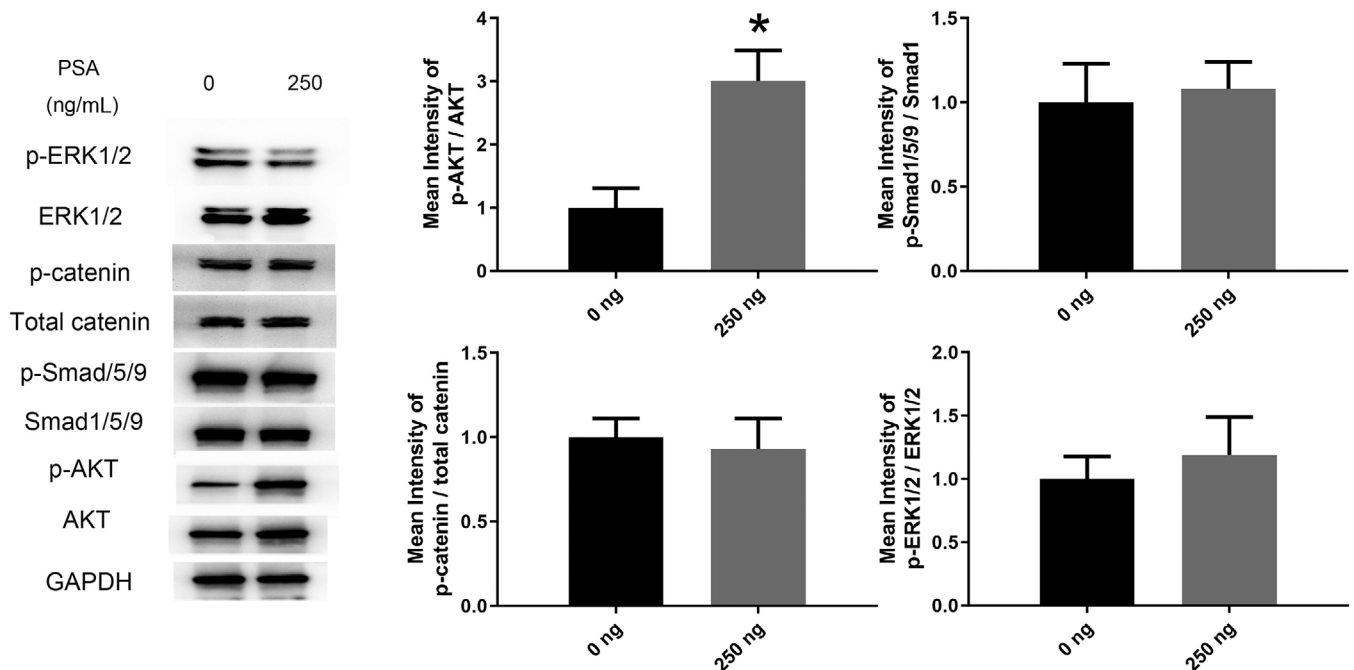 PSA
(ng/mL)
0 250
p-ERK1/2
ERK1/2
p-catenin
Total catenin
p-Smad/5/9
Smad1/5/9
p-AKT
AKT
GAPDH
Mean Intensity of
p-AKT / AKT
4
3
2
1
0
*
0 ng
250 ng
Mean Intensity of
p-Smad1/5/9 / Smad1
1.5
1.0
0.5
0.0
0 ng
250 ng
Mean Intensity of
p-catenin / total catenin
1.5
1.0
0.5
0.0
0 ng
250 ng
Mean Intensity of
p-ERK1/2 / ERK1/2
2.0
1.5
1.0
0.5
0.0
0 ng
250 ng